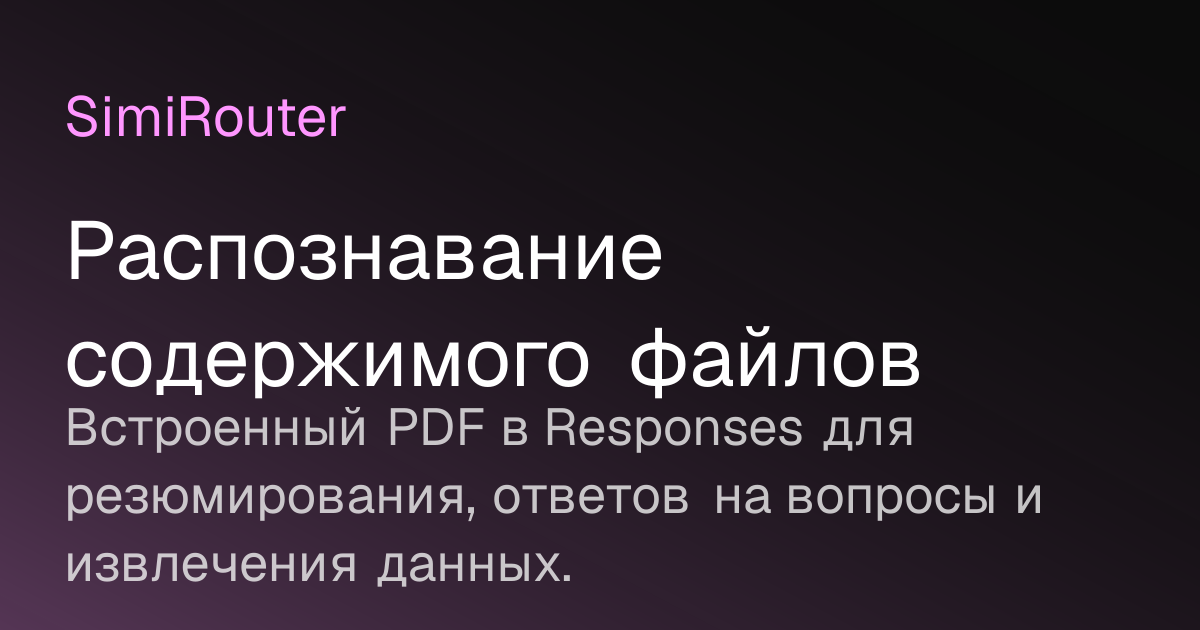 SimiRouter
Распознавание
содержимого файлов
Встроенный PDF в Responses для
резюмирования, ответов на вопросы и
извлечения данных.